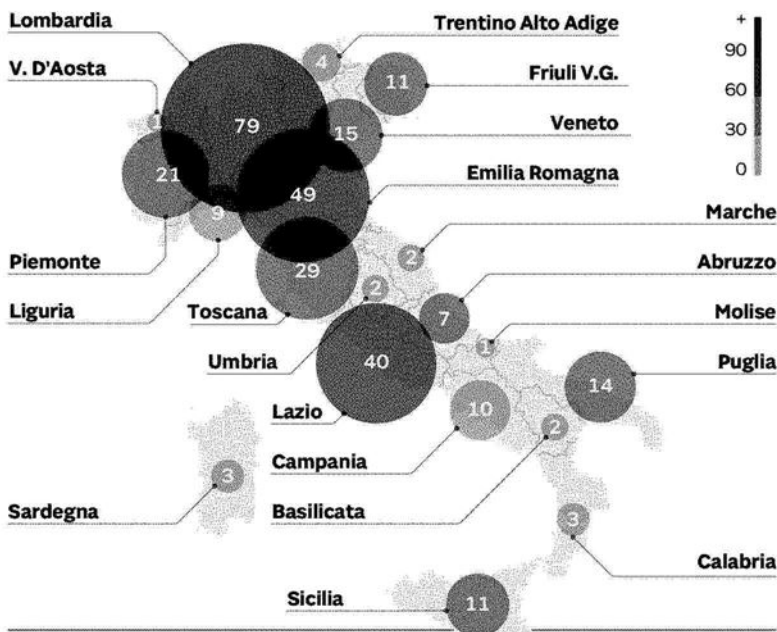 Lombardia
Trentino Alto Adige
+
4
90
V. D'Aosta
11
Friuli V.G.
60
1
79
15
Veneto
30
0
21
49
Emilia Romagna
9
Marche
2
Piemonte
29
Abruzzo
2
Liguria
Toscana
7
Molise
1
Umbria
40
Puglia
14
Lazio
10
2
Campania
3
Sardegna
Basilicata
3
Calabria
Sicilia
11